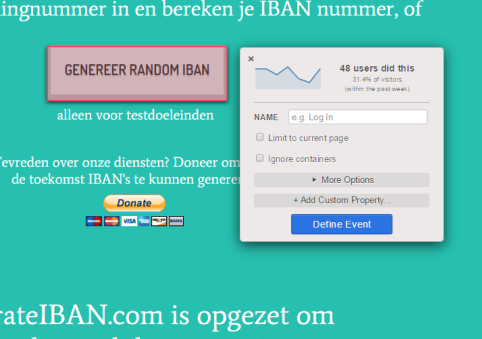 ingnummer in en bereken je IBAN nummer, of
GENEREER RANDOM IBAN
alleen voor testdoeleinden
evreden over onze diensten? Doneer om
de toekomst IBAN's te kunnen generer
Donate
VISA
BANK
×
48 users did this
31.4% of visitors
(within the past week)
NAME e.g. Log In
Limit to current page
Ignore containers
▸ More Options
+ Add Custom Property...
Define Event
rateIBAN.com is opgezet om